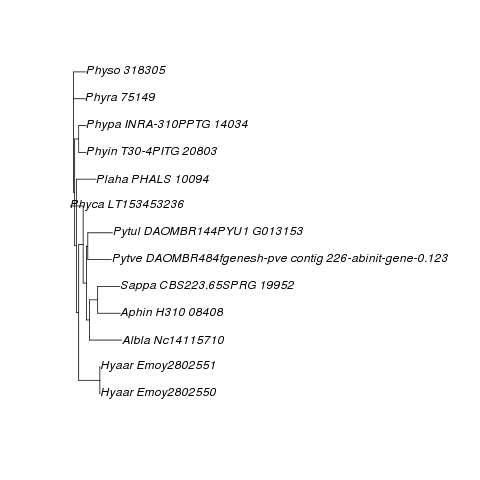 Physo 318305
Phyra 75149
Phypa INRA-310PPTG 14034
Phyin T30-4PITG 20803
Plaha PHALS 10094
Phyca LT153453236
Pytul DAOMBR144PYU1 G013153
Pytve DAOMBR484fgenesh-pve contig 226-abinit-gene-0.123
Sappa CBS223.65SPRG 19952
Aphin H310 08408
Albla Nc14115710
Hyaar Emoy2802551
Hyaar Emoy2802550